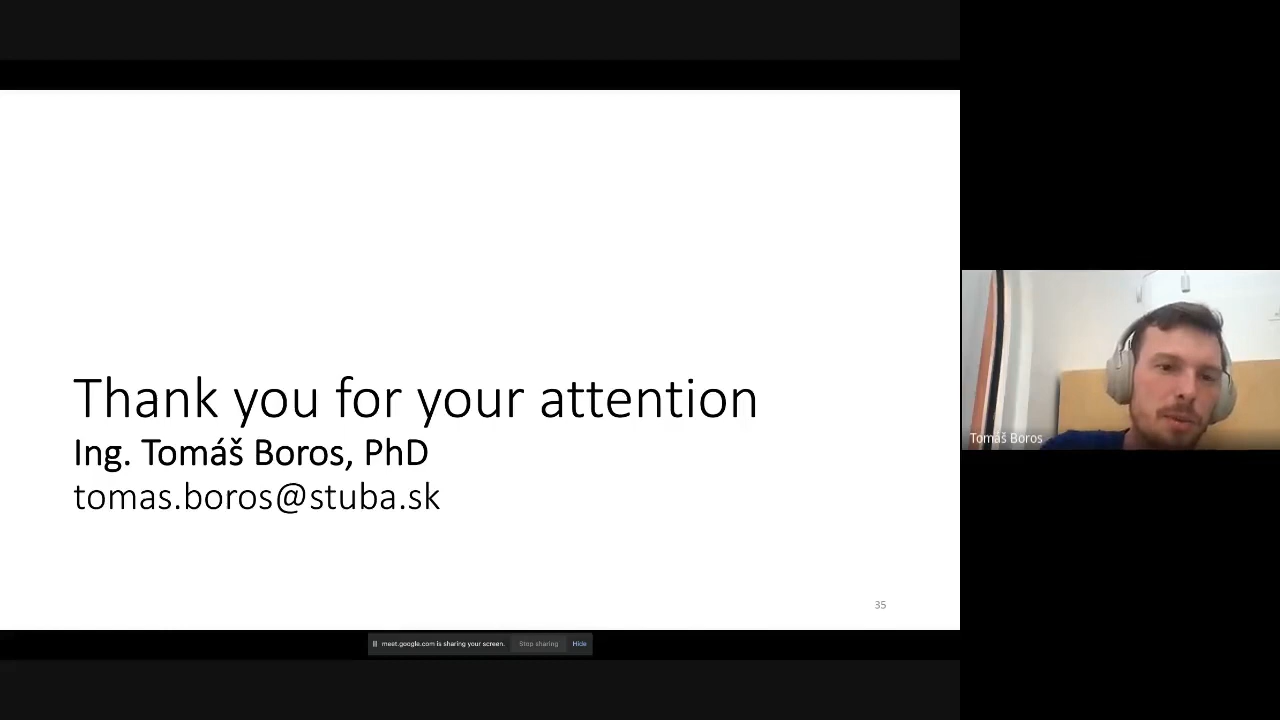 Thank you for your attention
Ing. Tomáš Boros, PhD
tomas.boros@stuba.sk
35
meet.google.com is sharing your screen. Stop sharing Hide
Tomáš Boros